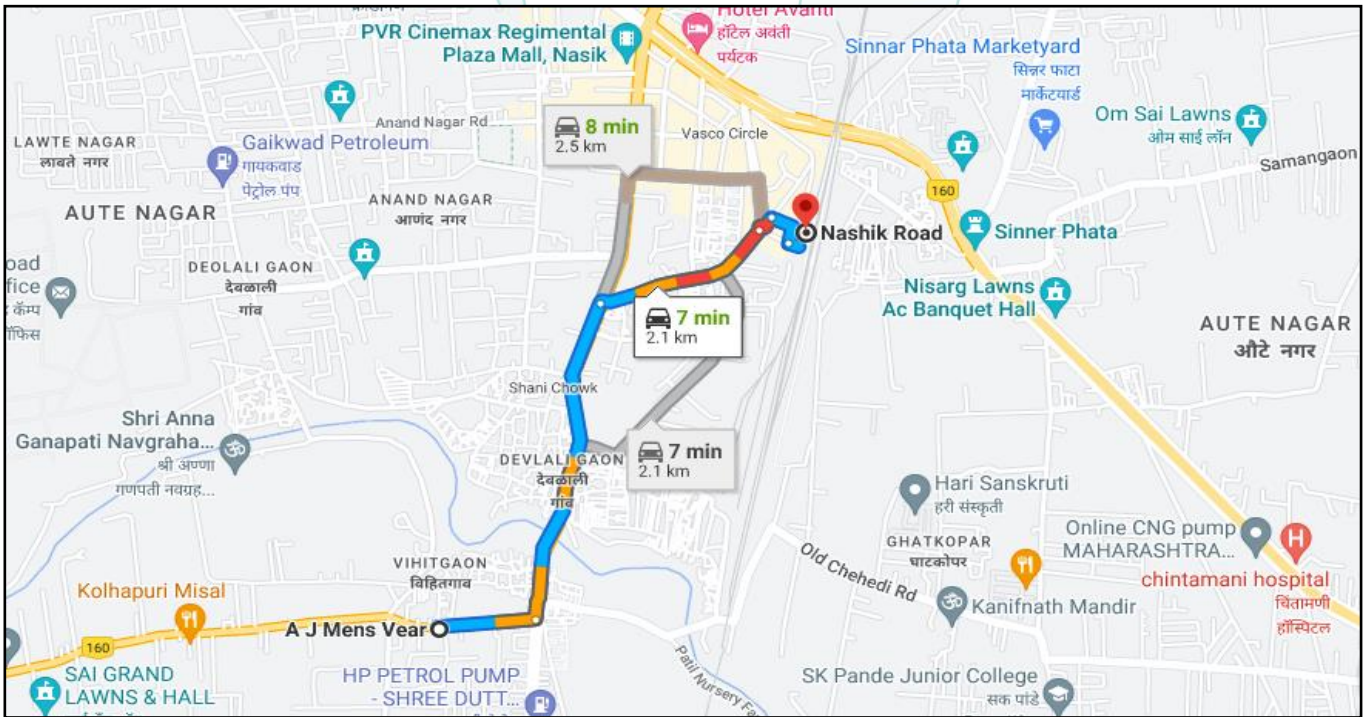 Hotel Avanti
हॉटेल अवंती
पर्यटक
PVR Cinemax Regimental
Plaza Mall, Nasik
Sinnar Phata Marketyard
सिन्नर फाटा
मार्केटयार्ड
Om Sai Lawns
ओम साई लॉन
Samangaon
8 min
2.5 km
Anand Nagar Rd
Vasco Circle
LAWTE NAGAR
लावते नगर
Gaikwad Petroleum
गायकवाड
पेट्रोल पंप
160
AUTE NAGAR
ANAND NAGAR
आणंद नगर
Nashik Road
Sinner Phata
DEOLALI GAON
देवळाली
गांव
oad
fice
कॅम्प
ऑफिस
Nisarg Lawns
Ac Banquet Hall
7 min
2.1 km
AUTE NAGAR
औटे नगर
Shani Chowk
Shri Anna
Ganapati Navgraha...
श्री अण्णा
गणपती नवग्रह...
7 min
2.1 km
DEVLALI GAON
देवळाली
गांव
Hari Sanskruti
हरी संस्कृती
Online CNG pump
MAHARASHTRA...
GHATKOPAR
घाटकोपर
VIHITGAON
विहितगाव
Old Chehedi Rd
chintamani hospital
चिंतामणी
हॉस्पिटल
Kolhapuri Misal
Kanifnath Mandir
A J Mens Vear
160
SAI GRAND
LAWNS & HALL
HP PETROL PUMP
- SHREE DUTT...
Patil Nursery
SK Pande Junior College
सक पांडे